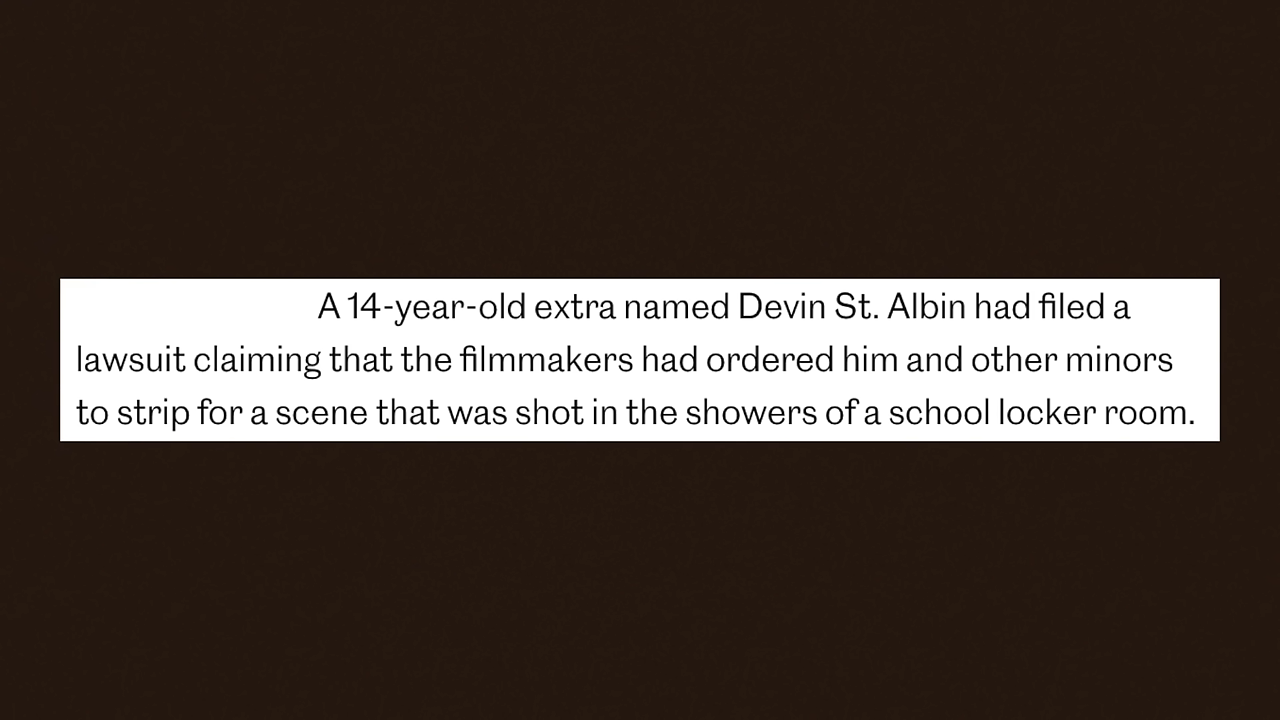 A 14-year-old extra named Devin St. Albin had filed a
lawsuit claiming that the filmmakers had ordered him and other minors
to strip for a scene that was shot in the showers of a school locker room.